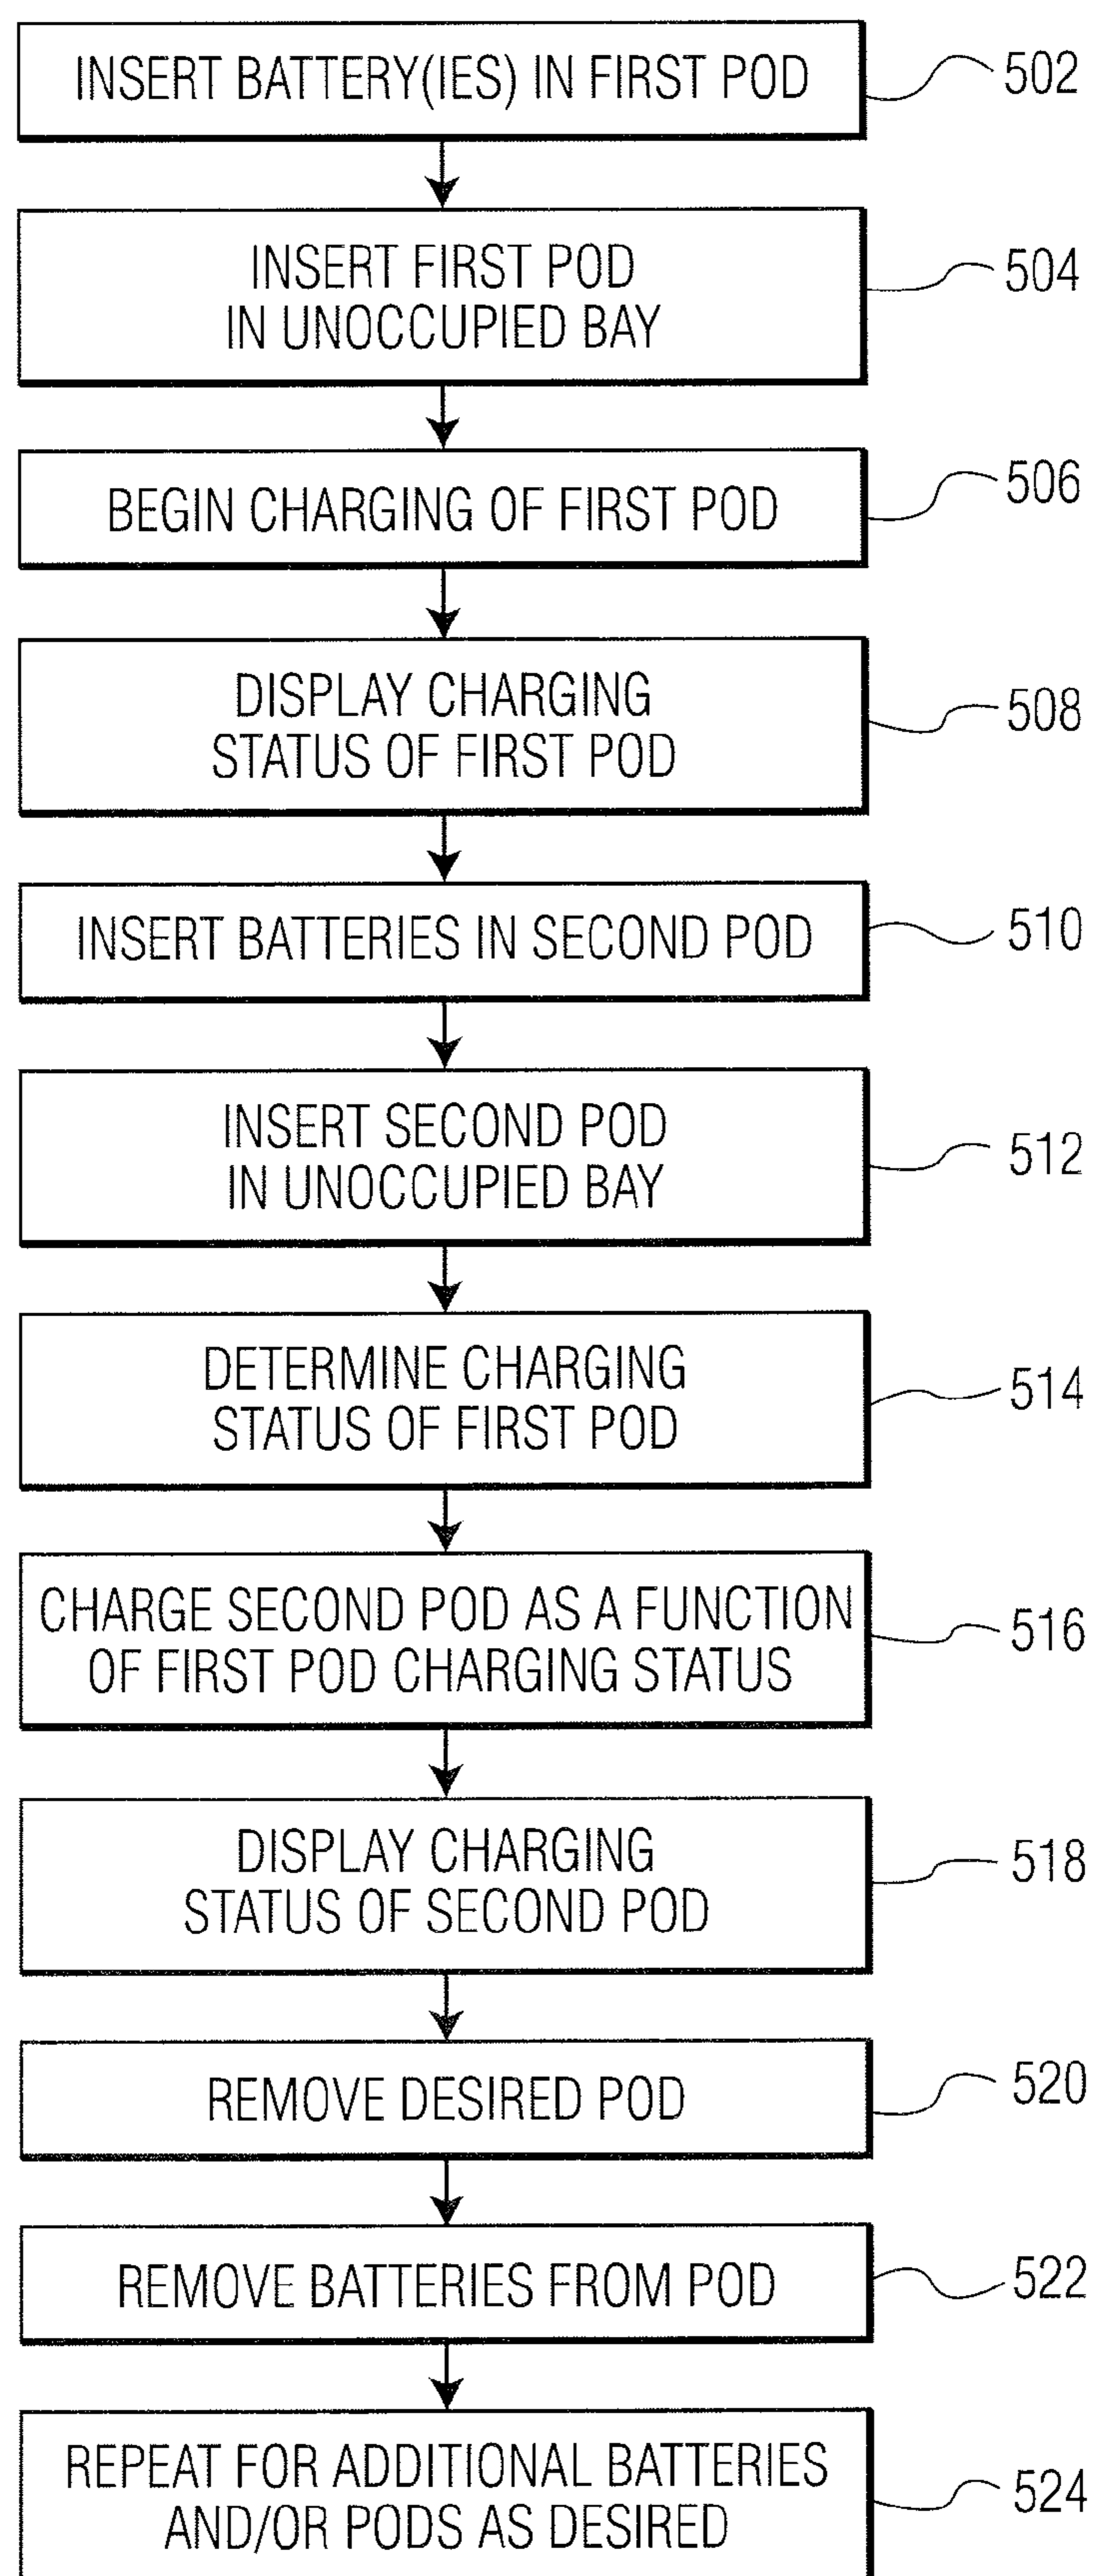 INSERT BATTERY(IES) IN FIRST POD
502
INSERT FIRST POD
IN UNOCCUPIED BAY
504
BEGIN CHARGING OF FIRST POD
506
DISPLAY CHARGING
STATUS OF FIRST POD
508
INSERT BATTERIES IN SECOND POD
510
INSERT SECOND POD
IN UNOCCUPIED BAY
512
DETERMINE CHARGING
STATUS OF FIRST POD
514
CHARGE SECOND POD AS A FUNCTION
OF FIRST POD CHARGING STATUS
516
DISPLAY CHARGING
STATUS OF SECOND POD
518
REMOVE DESIRED POD
520
REMOVE BATTERIES FROM POD
522
REPEAT FOR ADDITIONAL BATTERIES
AND/OR PODS AS DESIRED
524